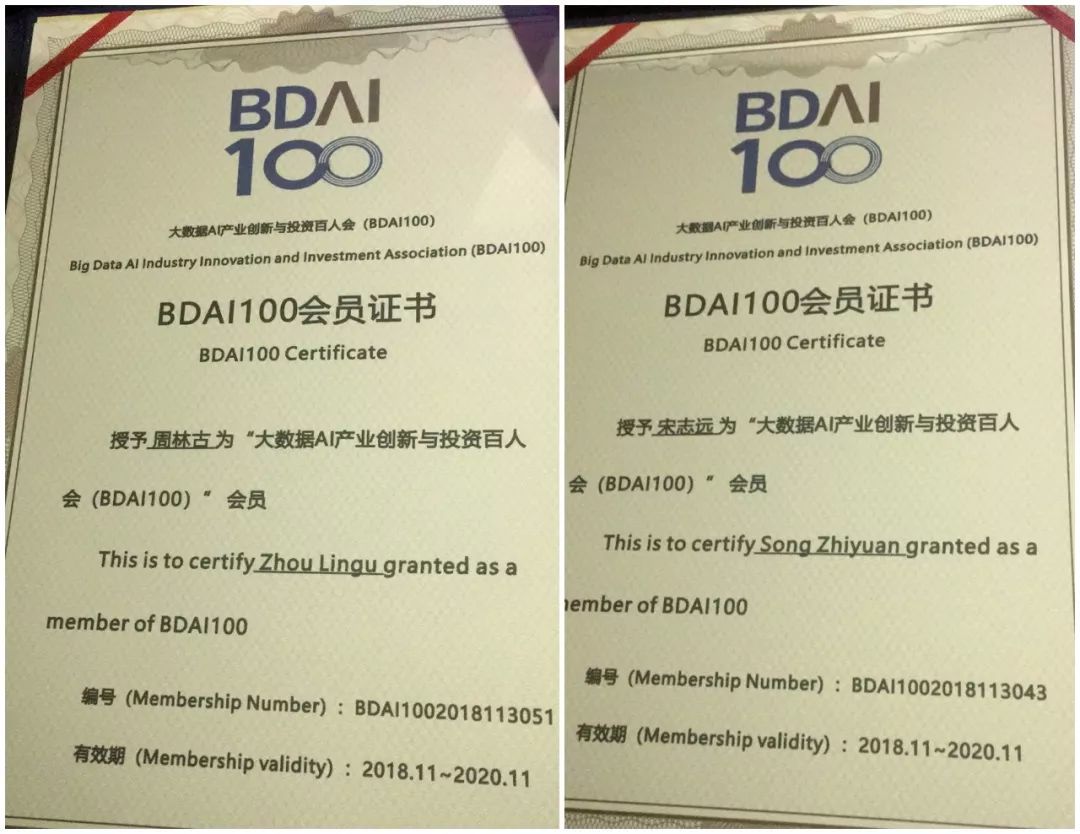 BDAI
100
大数据AI产业创新与投资百人会（BDAI100）
Big Data AI Industry Innovation and Investment Association (BDAI100)
BDAI100会员证书
BDAI100 Certificate
授予 周林古 为“大数据AI产业创新与投资百人
会（BDAI100）” 会员
This is to certify Zhou Lingu granted as a
member of BDAI100
编号（Membership Number）：BDAI1002018113051
有效期（Membership validity）：2018.11~2020.11
BDAI
100
大数据AI产业创新与投资百人会（BDAI100）
Big Data AI Industry Innovation and Investment Association (BDAI100)
BDAI100会员证书
BDAI100 Certificate
授予 宋志远 为“大数据AI产业创新与投资百人
会（BDAI100）” 会员
This is to certify Song Zhiyuan granted as a
ember of BDAI100
编号（Membership Number）：BDAI1002018113043
有效期（Membership validity）：2018.11~2020.11